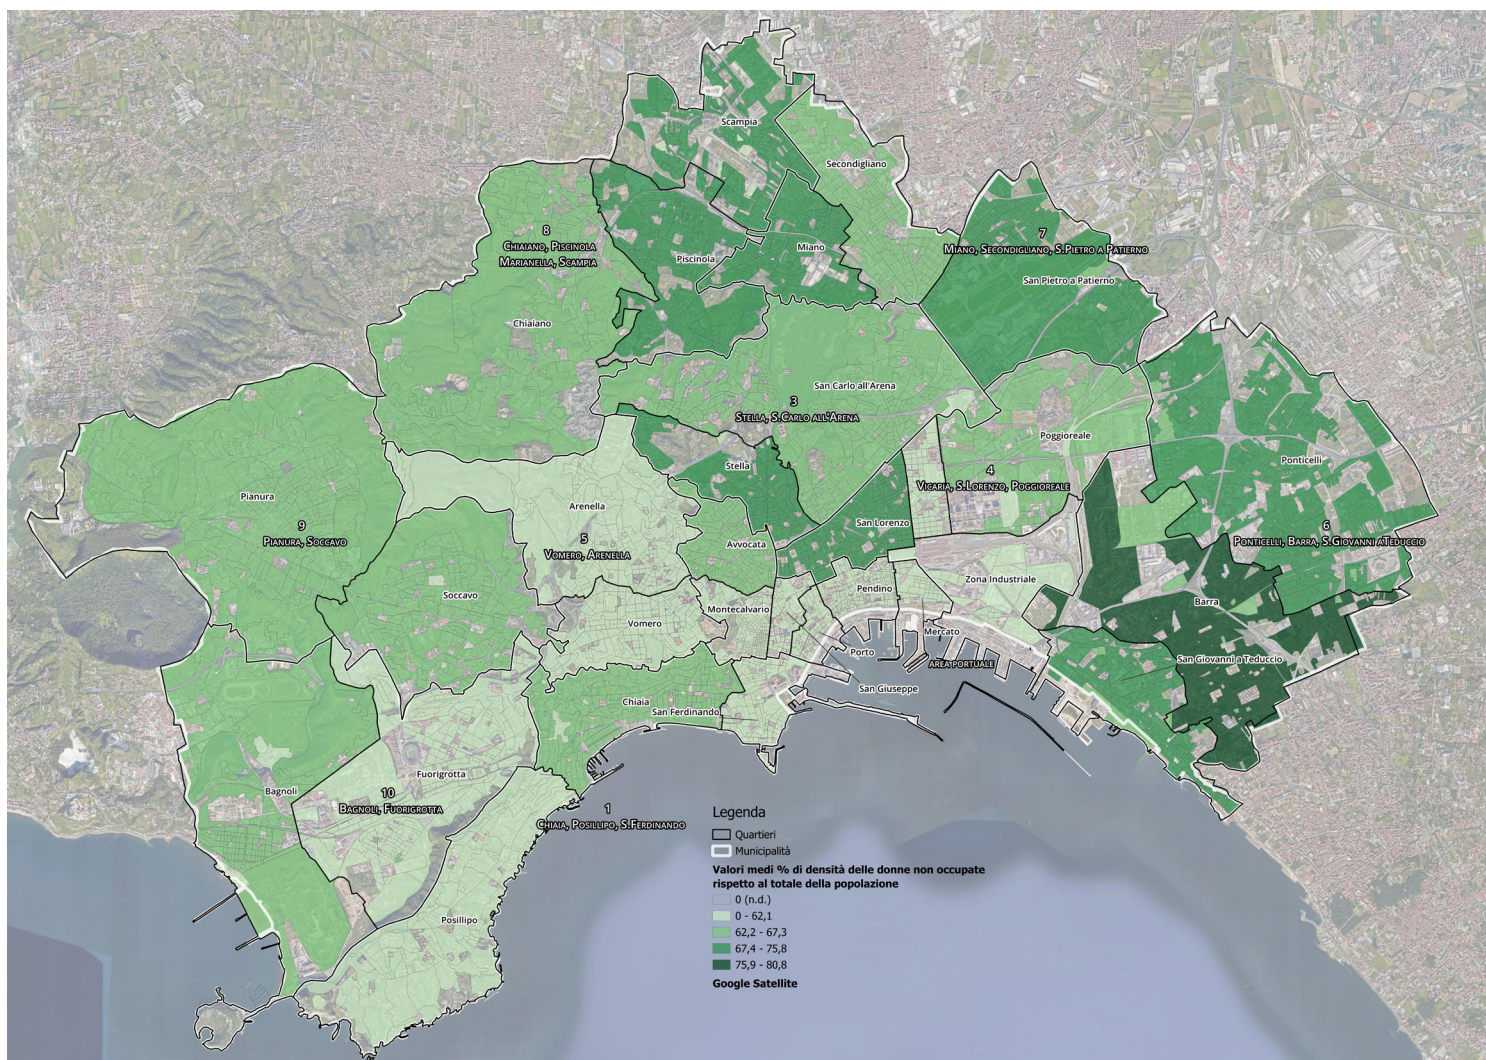 Scampia
Secondigliano
8
Chiaiano, Piscinola
Marianella, Scampia
Piscinola
Miano
7
Miano, Secondigliano, S.Pietro a Patierno
San Pietro a Patierno
Chiaiano
San Carlo all'Arena
3
Stella, S.Carlo all'Arena
Poggioreale
Stella
4
Vicaria, S.Lorenzo, Poggioreale
Ponticelli
Pianura
9
Pianura, Soccavo
Arenella
5
Vomero, Arenella
San Lorenzo
6
Ponticelli, Barra, S.Giovanni aTeduccio
Avvocata
Soccavo
Pendino
Zona Industriale
Barra
Montecalvario
Vomero
Mercato
Porto
AREA PORTUALE
San Giovanni a Teduccio
San Giuseppe
Chiaia
San Ferdinando
Fuorigrotta
Bagnoli
10
Bagnoli, Fuorigrotta
1
Chiaia, Posillipo, S.Ferdinando
Posillipo
Legenda
Quartieri
Municipalità
Valori medi % di densità delle donne non occupate
rispetto al totale della popolazione
0 (n.d.)
0 - 62,1
62,2 - 67,3
67,4 - 75,8
75,9 - 80,8
Google Satellite